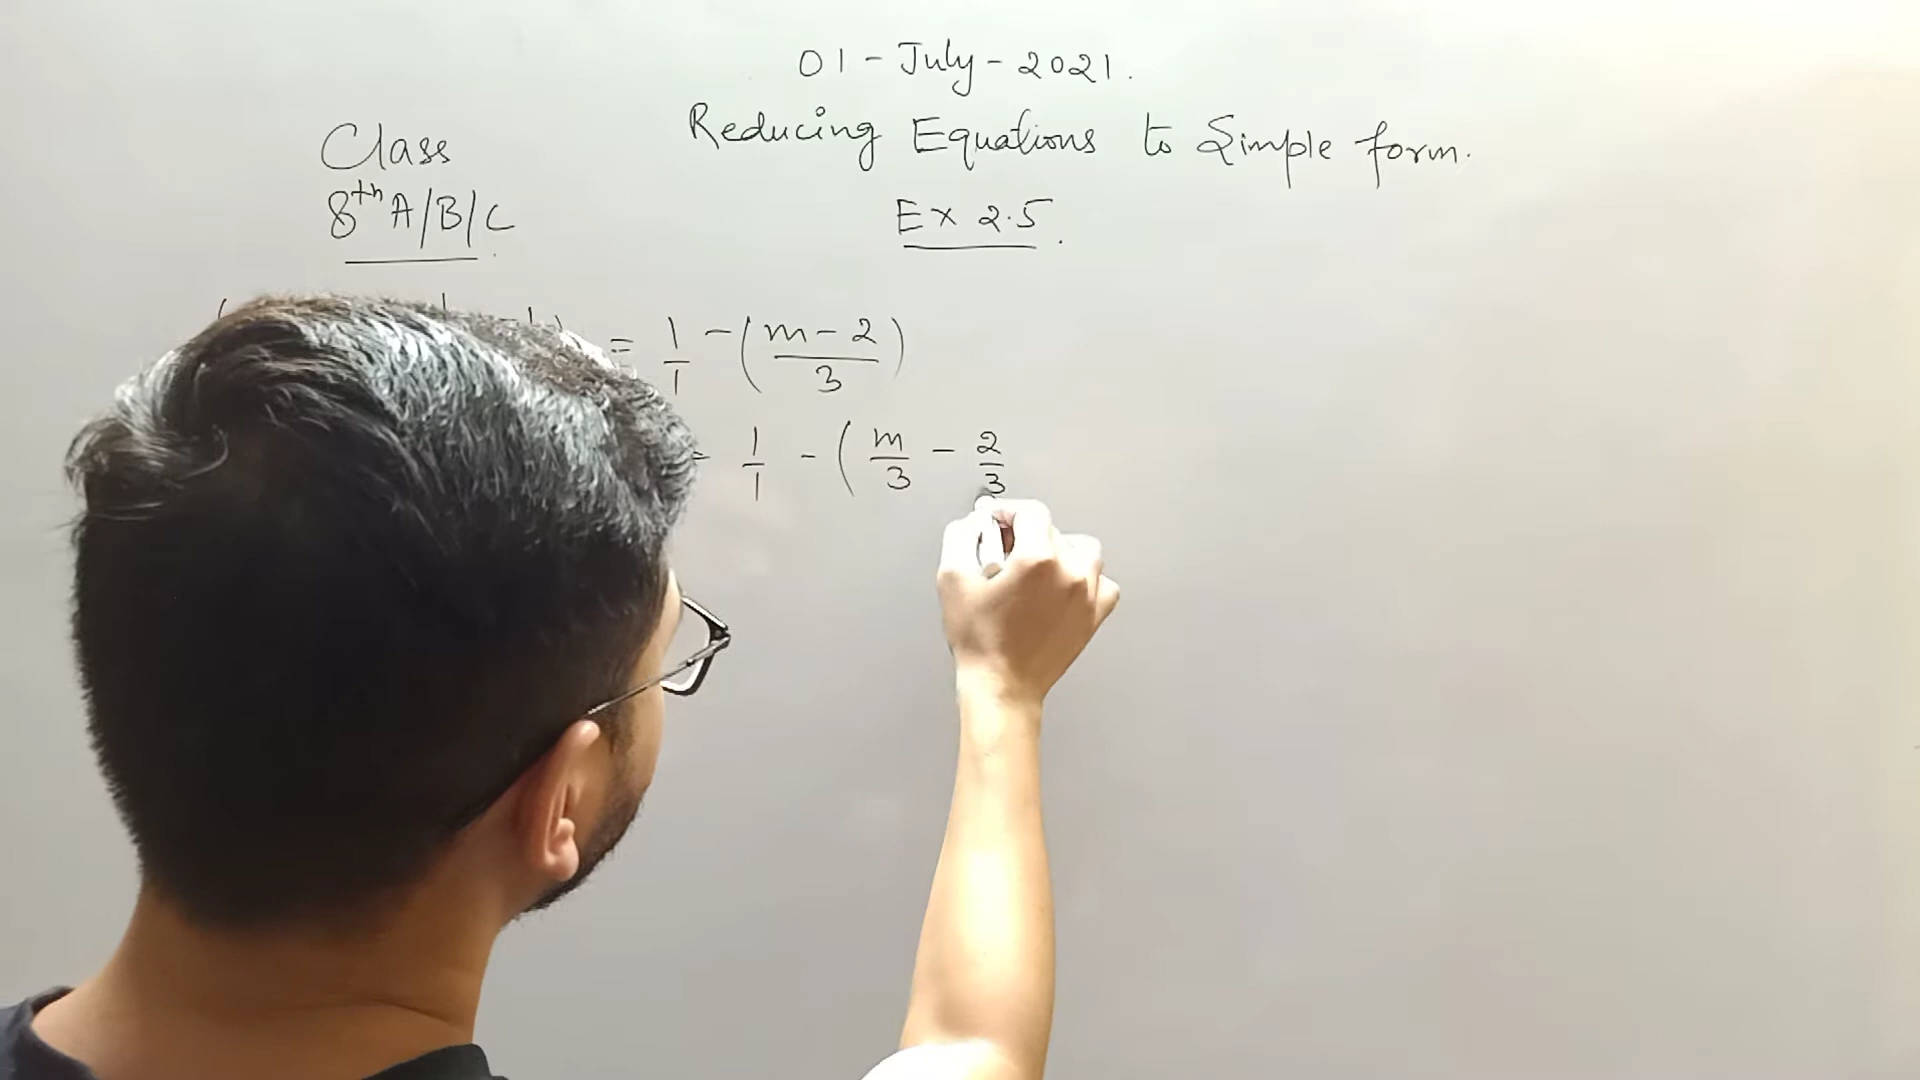 01 - July - 2021.
Reducing Equations to Simple form.
Class
8th A/B/C
Ex 2.5.
= 1/1 - ( m - 2 / 3 )
1/1 - ( m/3 - 2/3